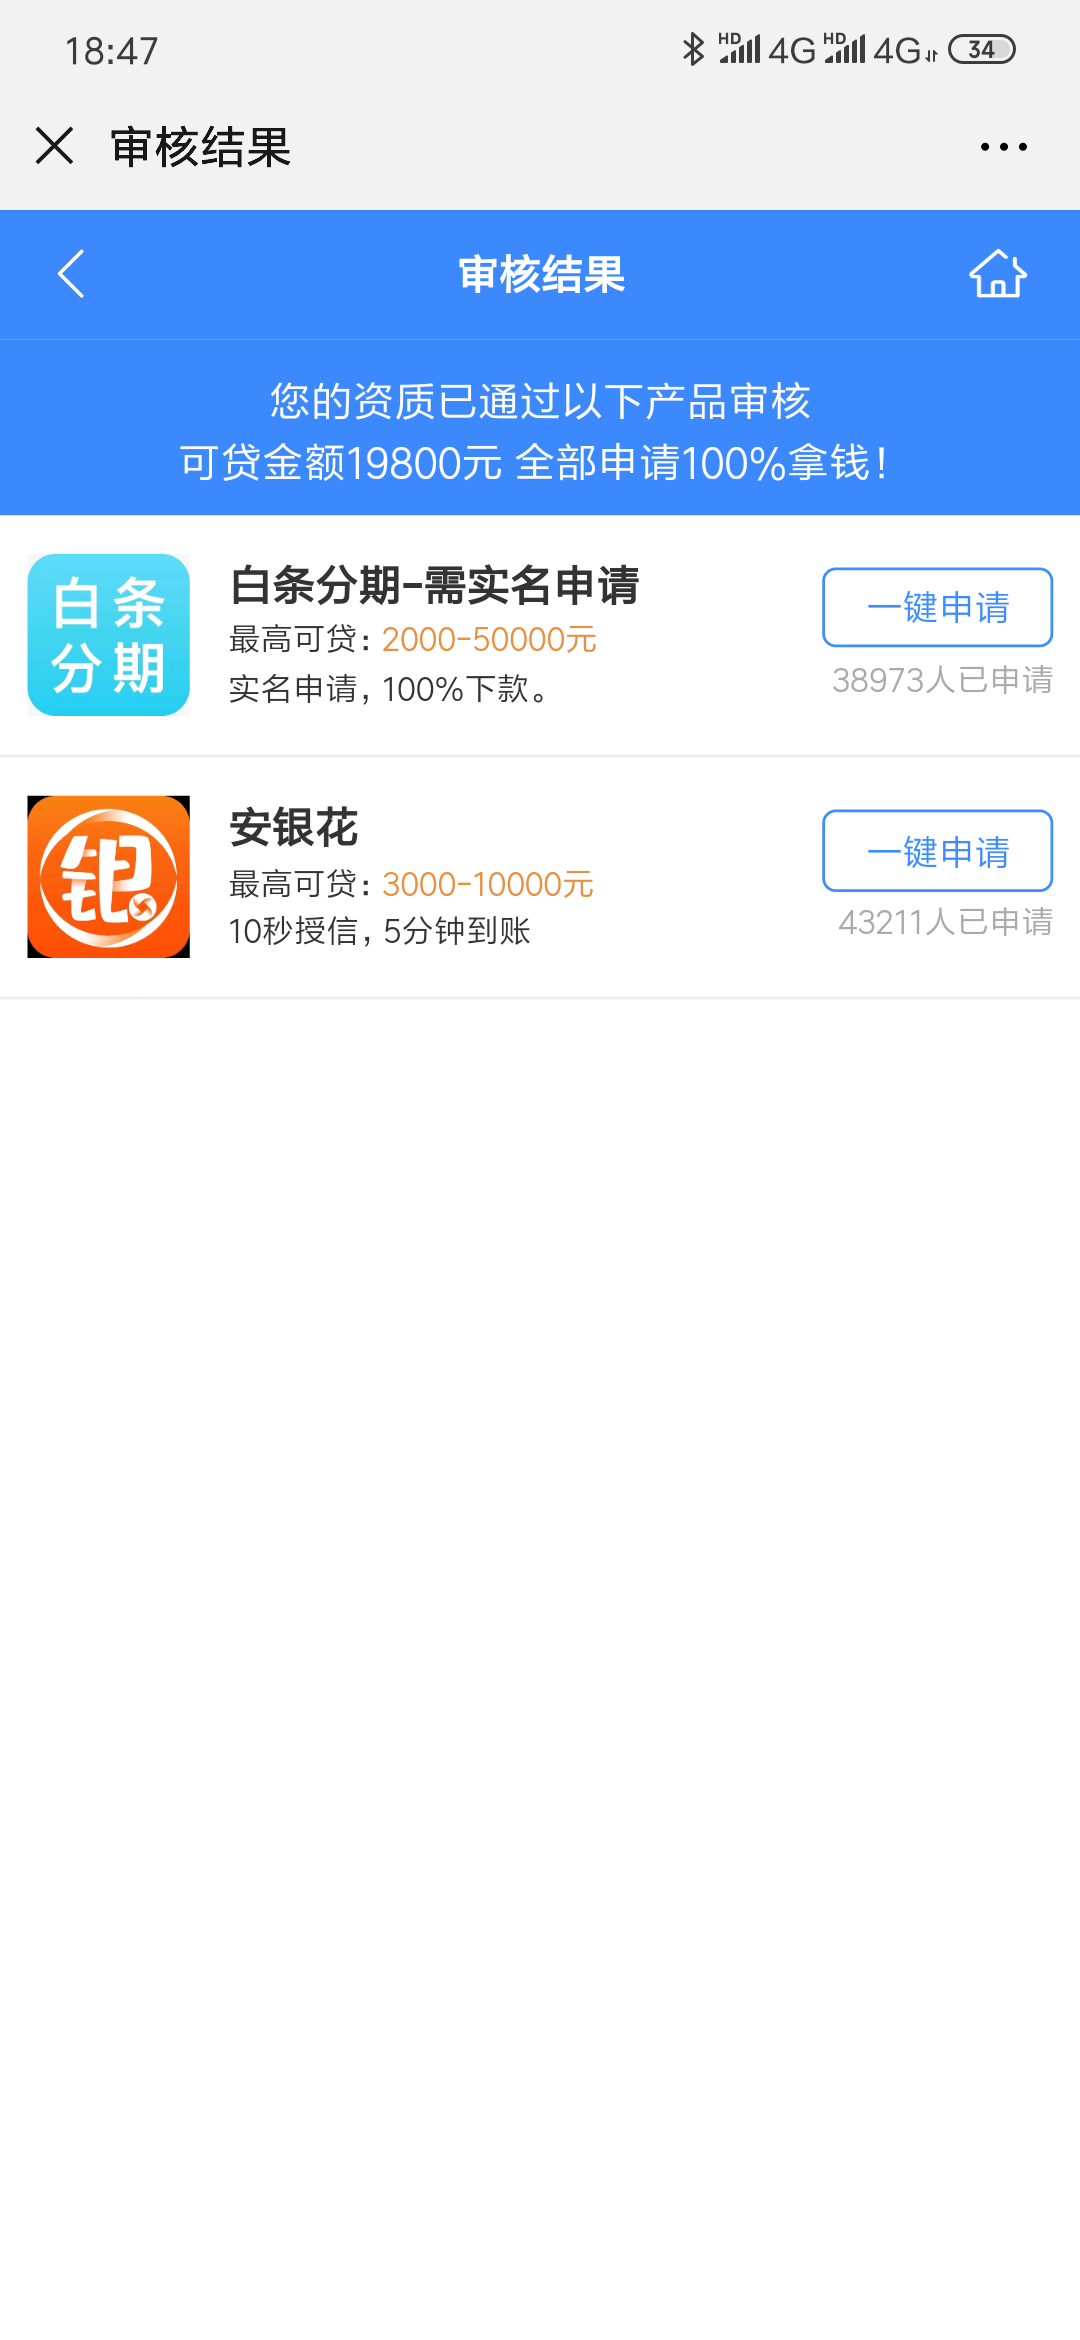 18:47
HD 4G HD 4G 34
审核结果
审核结果
您的资质已通过以下产品审核
可贷金额19800元 全部申请100%拿钱!
白条
分期
白条分期-需实名申请
最高可贷: 2000-50000元
实名申请, 100%下款。
一键申请
38973人已申请
银
安银花
最高可贷: 3000-10000元
10秒授信, 5分钟到账
一键申请
43211人已申请